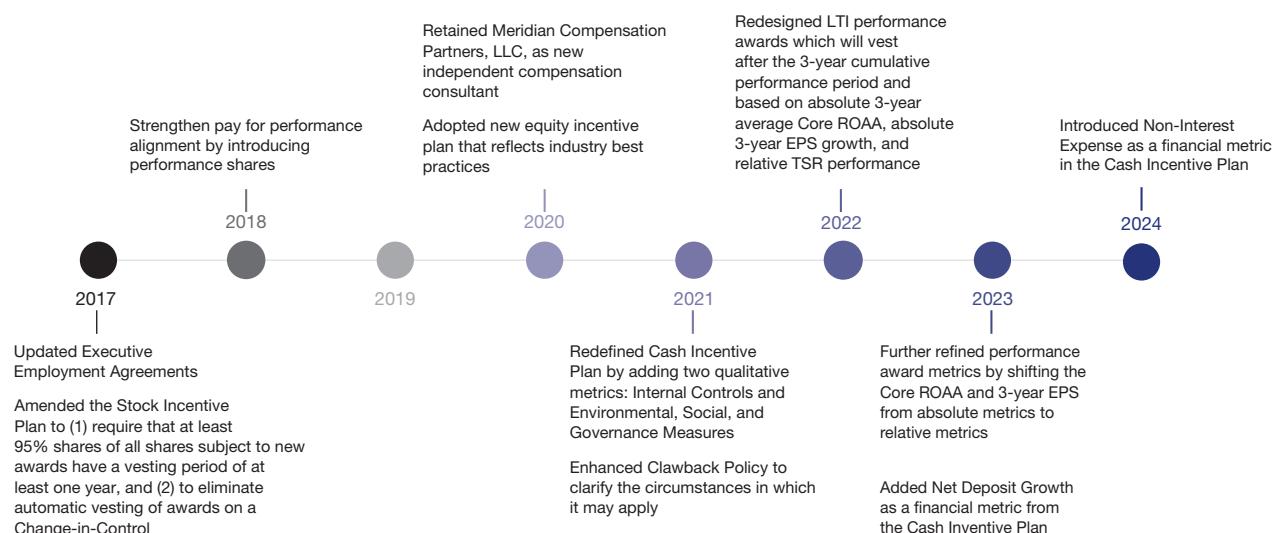 Strengthen pay for performance
alignment by introducing
performance shares
2018
Retained Meridian Compensation
Partners, LLC, as new
independent compensation
consultant
Adopted new equity incentive
plan that reflects industry best
practices
2020
Redesigned LTI performance
awards which will vest
after the 3-year cumulative
performance period and
based on absolute 3-year
average Core ROAA, absolute
3-year EPS growth, and
relative TSR performance
2022
Introduced Non-Interest
Expense as a financial metric
in the Cash Incentive Plan
2024
2017
Updated Executive
Employment Agreements
Amended the Stock Incentive
Plan to (1) require that at least
95% shares of all shares subject to new
awards have a vesting period of at
least one year, and (2) to eliminate
automatic vesting of awards on a
Change-in-Control
2019
2021
Redefined Cash Incentive
Plan by adding two qualitative
metrics: Internal Controls and
Environmental, Social, and
Governance Measures
Enhanced Clawback Policy to
clarify the circumstances in which
it may apply
2023
Further refined performance
award metrics by shifting the
Core ROAA and 3-year EPS
from absolute metrics to
relative metrics
Added Net Deposit Growth
as a financial metric from
the Cash Inventive Plan